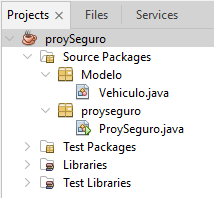 Projects Files Services
proySeguro
Source Packages
Modelo
Vehiculo.java
proyseguro
ProySeguro.java
Test Packages
Libraries
Test Libraries